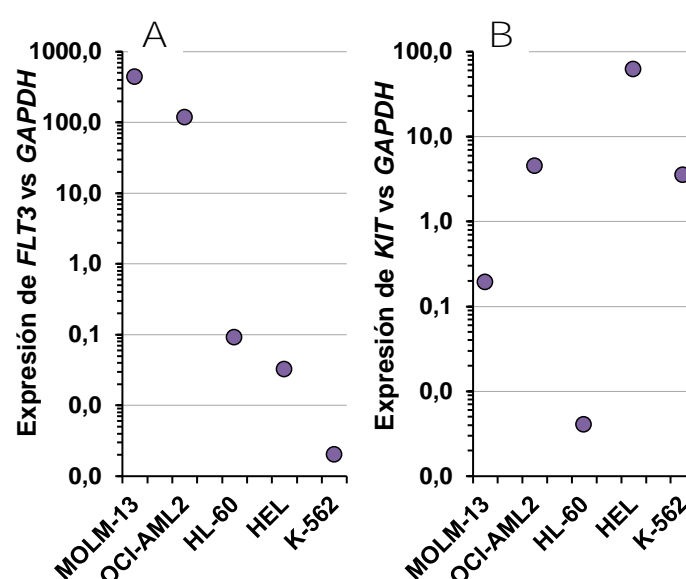 A
Expresión de FLT3 vs GAPDH
1000,0
100,0
10,0
1,0
0,1
0,0
0,0
MOLM-13
OCI-AML2
HL-60
HEL
K-562
B
Expresión de KIT vs GAPDH
100,0
10,0
1,0
0,1
0,0
0,0
MOLM-13
OCI-AML2
HL-60
HEL
K-562